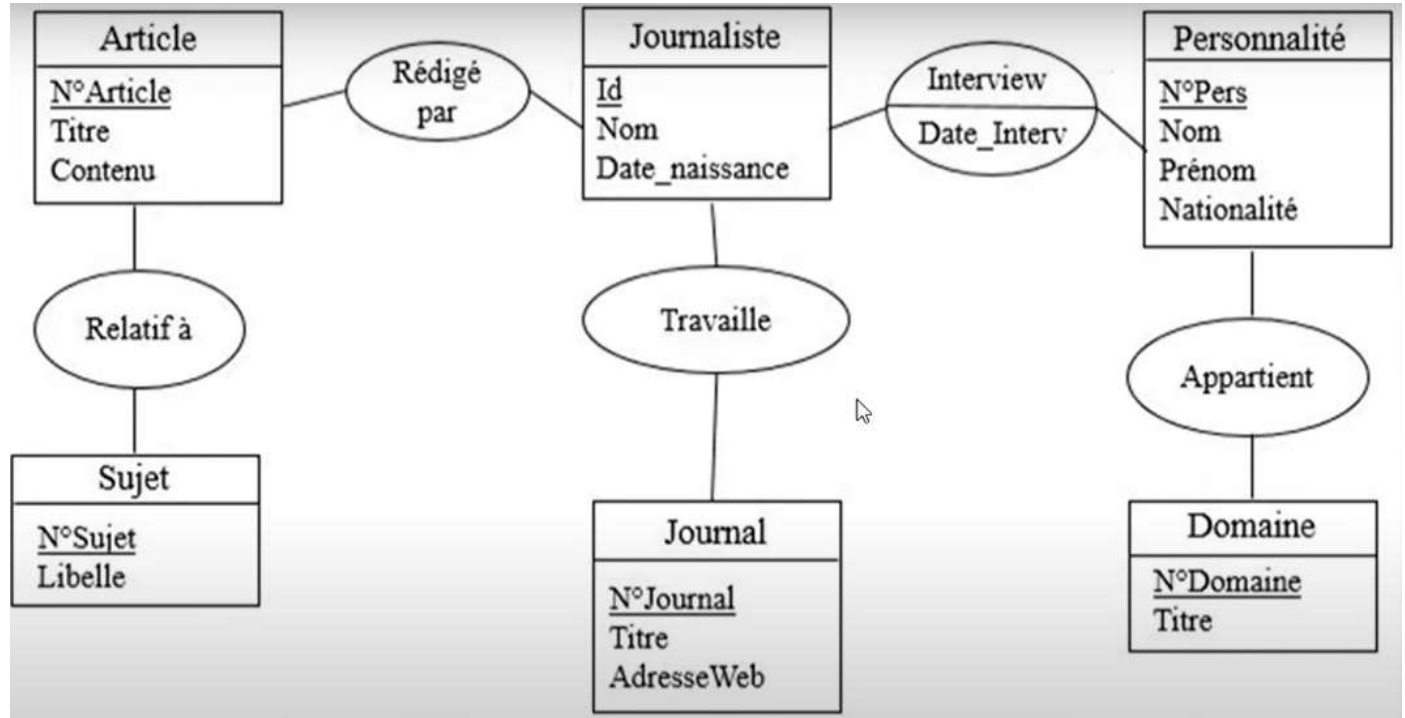 Article
N°Article
Titre
Contenu
Rédigé
par
Journaliste
Id
Nom
Date_naissance
Interview
Date_Interv
Personnalité
N°Pers
Nom
Prénom
Nationalité
Relatif à
Travaille
Appartient
Sujet
N°Sujet
Libelle
Journal
N°Journal
Titre
AdresseWeb
Domaine
N°Domaine
Titre